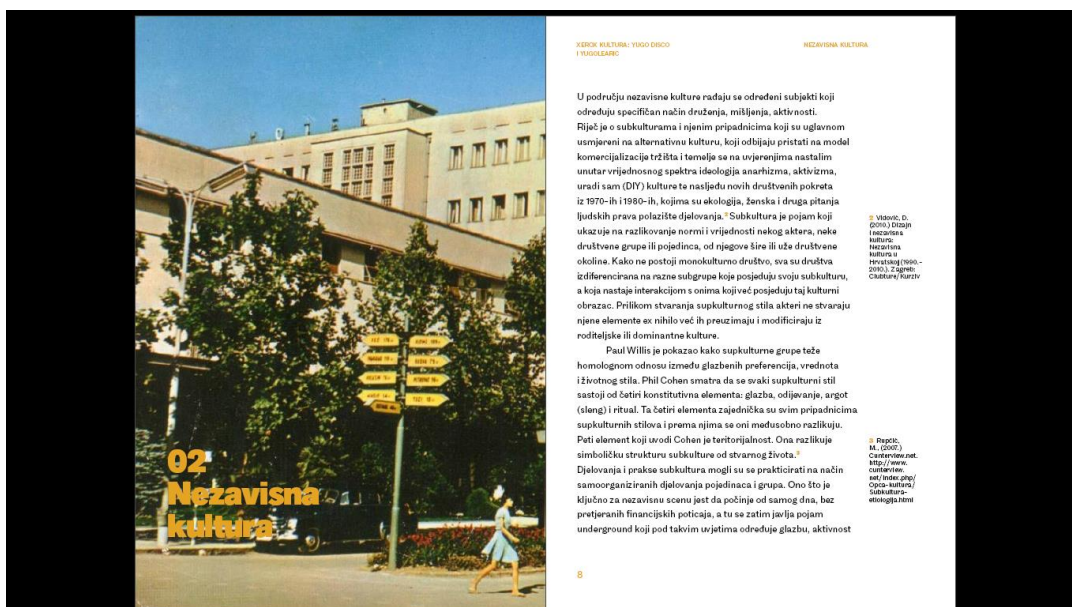 02
Nezavisna
kultura
XEROX KULTURA: YUGO DISCO
I YUGOLEARIC
NEZAVISNA KULTURA
U području nezavisne kulture rađaju se određeni subjekti koji
određuju specifičan način druženja, mišljenja, aktivnosti.
Riječ je o subkulturama i njenim pripadnicima koji su uglavnom
usmjereni na alternativnu kulturu, koji odbijaju pristati na model
komercijalizacije tržišta i temelje se na uvjerenjima nastalim
unutar vrijednosnog spektra ideologija anarhizma, aktivizma,
uradi sam (DIY) kulture te nasljeđu novih društvenih pokreta
iz 1970-ih i 1980-ih, kojima su ekologija, ženska i druga pitanja
ljudskih prava polazište djelovanja.² Subkultura je pojam koji
ukazuje na razlikovanje normi i vrijednosti nekog aktera, neke
društvene grupe ili pojedinca, od njegove šire ili uže društvene
okoline. Kako ne postoji monokulturno društvo, sva su društva
izdiferencirana na razne subgrupe koje posjeduju svoju subkulturu,
a koja nastaje interakcijom s onima koji već posjeduju taj kulturni
obrazac. Prilikom stvaranja supkulturnog stila akteri ne stvaraju
njene elemente ex nihilo već ih preuzimaju i modificiraju iz
roditeljske ili dominantne kulture.
Paul Willis je pokazao kako supkulturne grupe teže
homolognom odnosu između glazbenih preferencija, vrednota
i životnog stila. Phil Cohen smatra da se svaki supkulturni stil
sastoji od četiri konstitutivna elementa: glazba, odijevanje, argot
(sleng) i ritual. Ta četiri elementa zajednička su svim pripadnicima
supkulturnih stilova i prema njima se oni međusobno razlikuju.
Peti element koji uvodi Cohen je teritorijalnost. Ona razlikuje
simboličku strukturu subkulture od stvarnog života.³
Djelovanja i prakse subkultura mogli su se prakticirati na način
samoorganiziranih djelovanja pojedinaca i grupa. Ono što je
ključno za nezavisnu scenu jest da počinje od samog dna, bez
pretjeranih financijskih poticaja, a tu se zatim javlja pojam
underground koji pod takvim uvjetima određuje glazbu, aktivnost
2 Vidović, D.
(2010.) Dizajn
i nezavisna
kultura:
Nezavisna
kultura u
Hrvatskoj (1990.-
2010.). Zagreb:
Clubture/Kurziv
3 Rupčić,
M., (2007.)
Cunterview.net.
http://www.
cunterview.
net/index.php/
Opca-kultura/
Subkultura-
etiologija.html
8